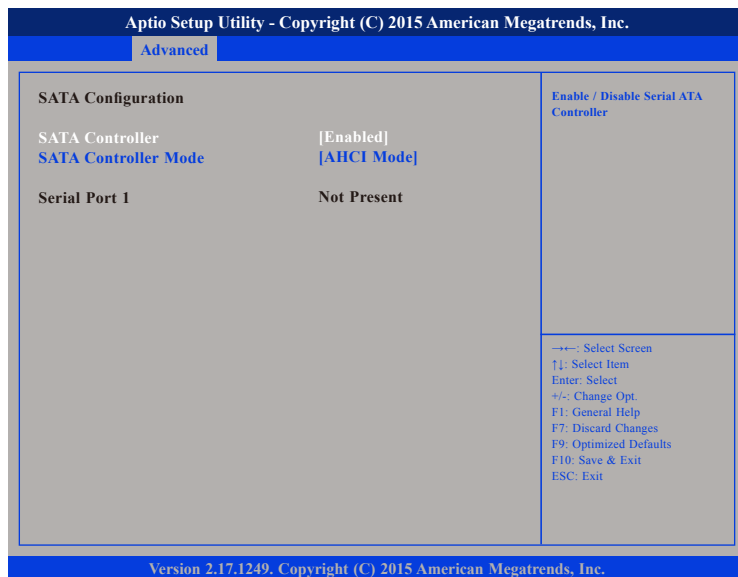 Aptio Setup Utility - Copyright (C) 2015 American Megatrends, Inc.
Advanced
SATA Configuration
SATA Controller [Enabled]
SATA Controller Mode [AHCI Mode]
Serial Port 1 Not Present
Enable / Disable Serial ATA
Controller
→←: Select Screen
↑↓: Select Item
Enter: Select
+/-: Change Opt.
F1: General Help
F7: Discard Changes
F9: Optimized Defaults
F10: Save & Exit
ESC: Exit
Version 2.17.1249. Copyright (C) 2015 American Megatrends, Inc.